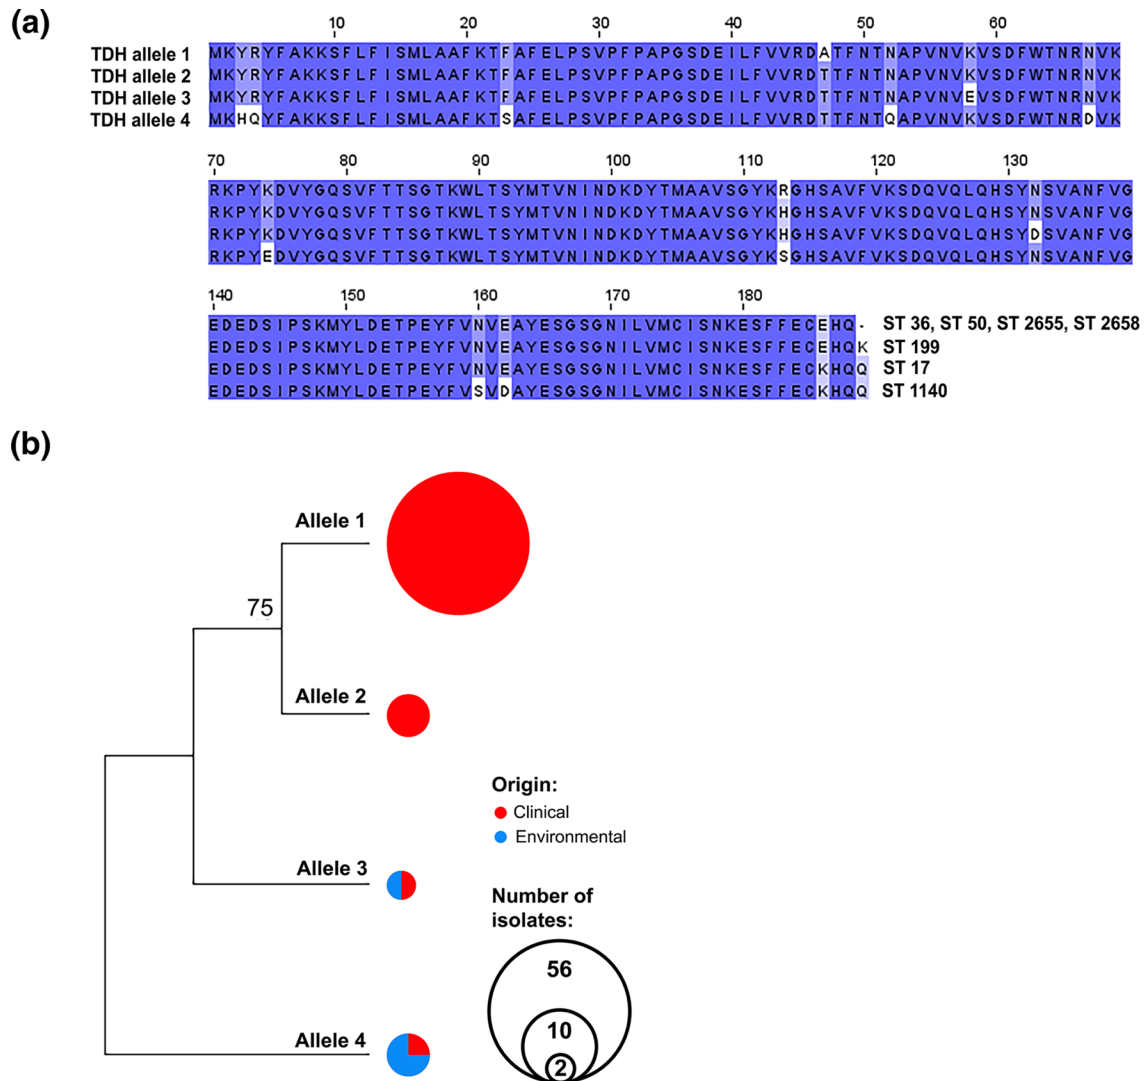 (a)
10 20 30 40 50 60
TDH allele 1 MKYRYFAKKSFLFISMLAAFKTFAFELPSVPFPAPGSDEILFVVRDATFNTNAPVNVKVSDFWTNRNVK
TDH allele 2 MKYRYFAKKSFLFISMLAAFKTFAFELPSVPFPAPGSDEILFVVRDTTFNTNAPVNVKVSDFWTNRNVK
TDH allele 3 MKYRYFAKKSFLFISMLAAFKTFAFELPSVPFPAPGSDEILFVVRDTTFNTNAPVNVEVSDFWTNRNVK
TDH allele 4 MKHQYFAKKSFLFISMLAAFKTSAFELPSVPFPAPGSDEILFVVRDTTFNTQAPVNVKVSDFWTNRDVK
70 80 90 100 110 120 130
RKPYKDVYGQSVFTTSGTKWLTSYMTVNINDKDYTMAAVSGYKRGHSAVFVKSDQVQLQHSYNSVANFVG
RKPYKDVYGQSVFTTSGTKWLTSYMTVNINDKDYTMAAVSGYKHGHSAVFVKSDQVQLQHSYNSVANFVG
RKPYKDVYGQSVFTTSGTKWLTSYMTVNINDKDYTMAAVSGYKHGHSAVFVKSDQVQLQHSYDSVANFVG
RKPYEDVYGQSVFTTSGTKWLTSYMTVNINDKDYTMAAVSGYKSGHSAVFVKSDQVQLQHSYNSVANFVG
140 150 160 170 180
EDEDSIPSKMYLDETPEYFVNVEAYESGSGNILVMCISNKESFFECEHQ- ST 36, ST 50, ST 2655, ST 2658
EDEDSIPSKMYLDETPEYFVNVEAYESGSGNILVMCISNKESFFECEHQK ST 199
EDEDSIPSKMYLDETPEYFVNVEAYESGSGNILVMCISNKESFFECKHQQ ST 17
EDEDSIPSKMYLDETPEYFVSVDAYESGSGNILVMCISNKESFFECKHQQ ST 1140
(b)
Allele 1
75
Allele 2
Origin:
Clinical
Environmental
Allele 3
Number of
isolates:
56
10
2
Allele 4